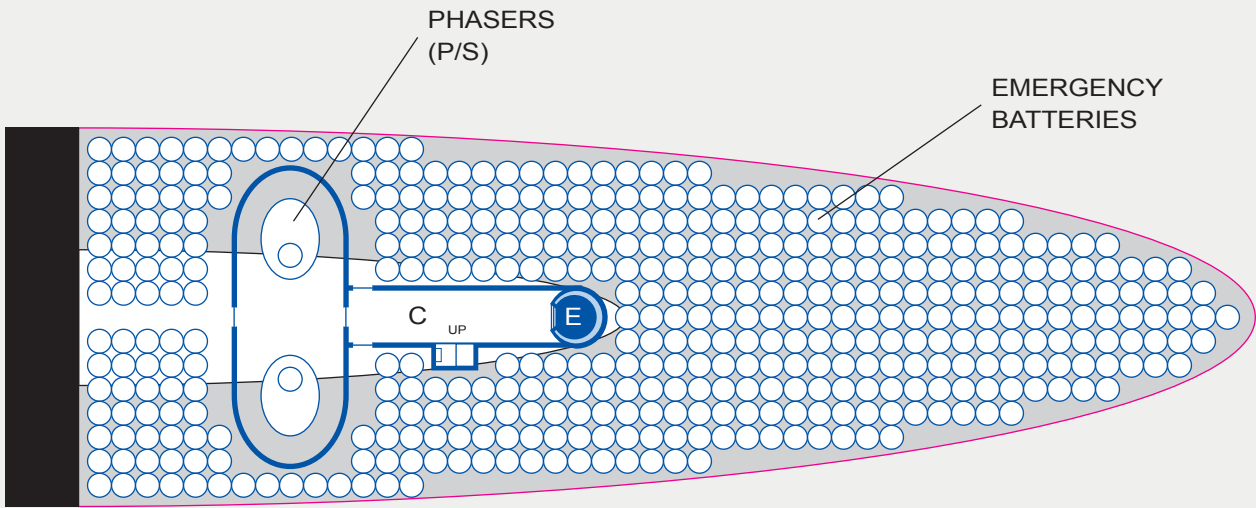 PHASERS
(P/S)
EMERGENCY
BATTERIES
C
UP
E